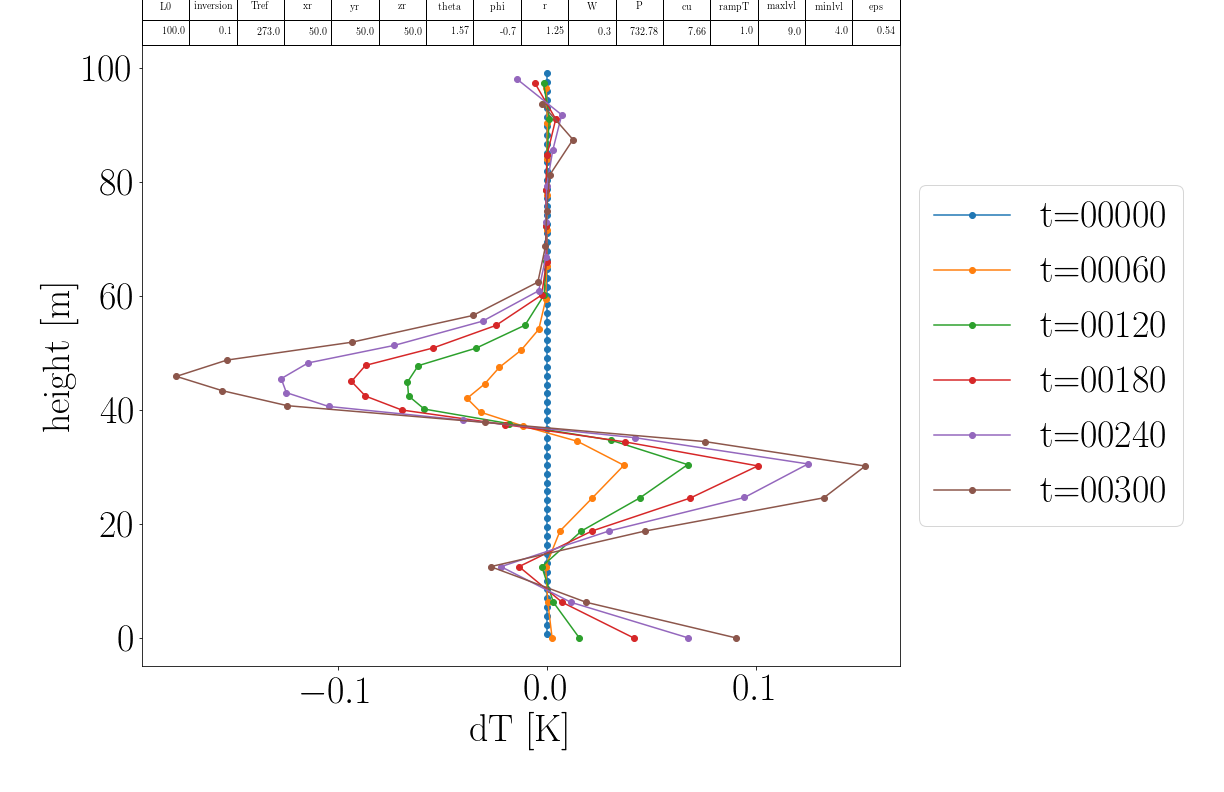 L0 inversion Tref xr yr zr theta phi r W P cu rampT maxlvl minlvl eps
100.0 0.1 273.0 50.0 50.0 50.0 1.57 -0.7 1.25 0.3 732.78 7.66 1.0 9.0 4.0 0.54
100
80
60
40
20
0
height [m]
−0.1 0.0 0.1
dT [K]
t=00000
t=00060
t=00120
t=00180
t=00240
t=00300